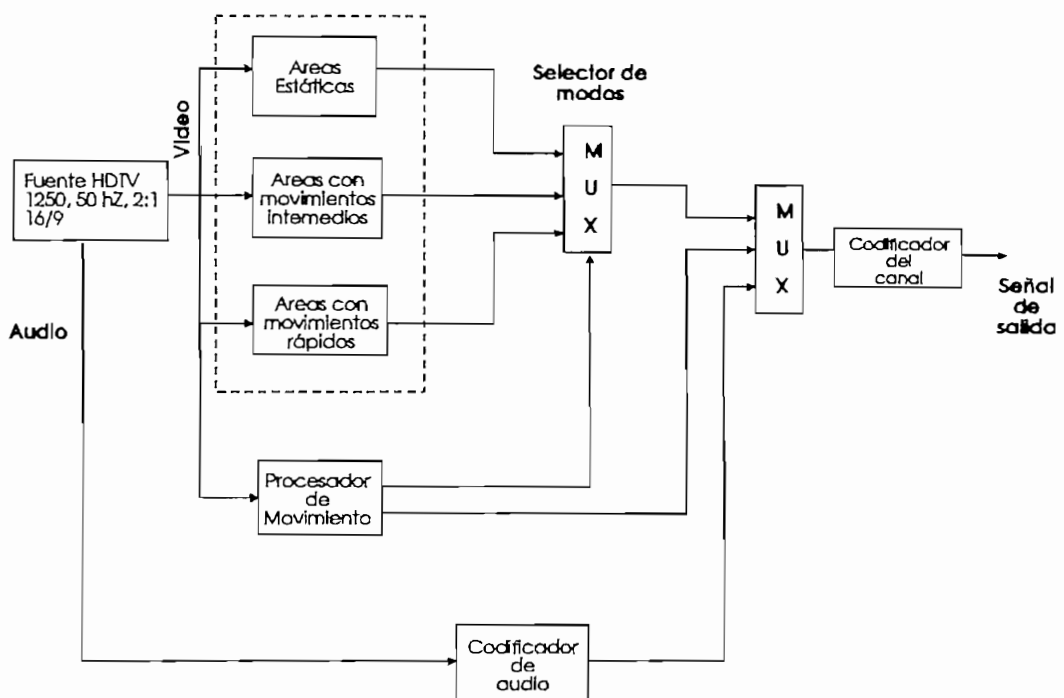 Areas
Estáticas
Selector de
modos
Video
M
U
X
Fuente HDTV
1250, 50 hZ, 2:1
16/9
Areas con
movimientos
intemedios
M
U
X
Codificador
del
canal
Señal
de
salida
Areas con
movimientos
rápidos
Audio
Procesador
de
Movimiento
Codificador
de
audio